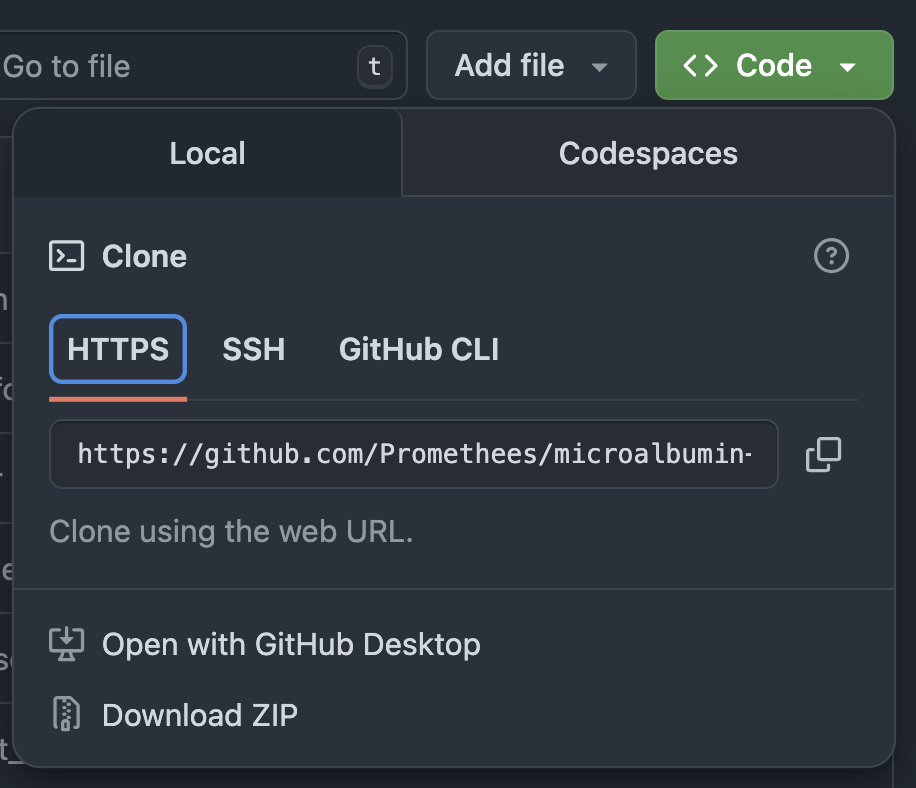 Go to file
t
Add file
Code
Local
Codespaces
Clone
HTTPS
SSH
GitHub CLI
https://github.com/Promethees/microalbumin-
Clone using the web URL.
Open with GitHub Desktop
Download ZIP